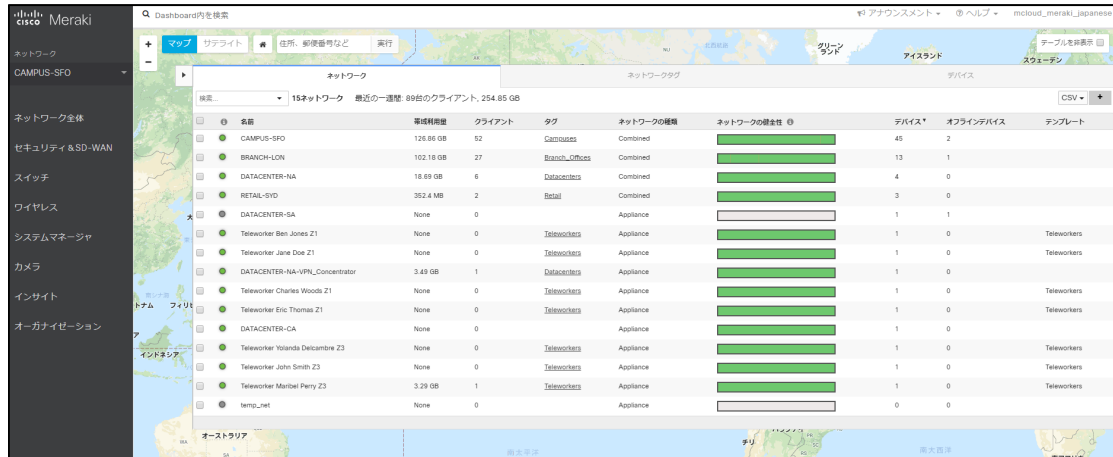 cisco Meraki
Dashboard内を検索
アナウンスメント
ヘルプ
mcloud_meraki_japanese
ネットワーク
CAMPUS-SFO
ネットワーク全体
セキュリティ&SD-WAN
スイッチ
ワイヤレス
システムマネージャ
カメラ
インサイト
オーガナイゼーション
+ マップ サテライト 住所、郵便番号など 実行
−
テーブルを非表示
グリーンランド
アイスランド
スウェーデン
ネットワーク ネットワークタグ デバイス
検索... 15ネットワーク 最近の一週間: 89台のクライアント, 254.85 GB CSV +
名前 帯域利用量 クライアント タグ ネットワークの種類 ネットワークの健全性 デバイス オフラインデバイス テンプレート
CAMPUS-SFO 126.86 GB 52 Campuses Combined 45 2
BRANCH-LON 102.18 GB 27 Branch_Offices Combined 13 1
DATACENTER-NA 18.69 GB 6 Datacenters Combined 4 0
RETAIL-SYD 352.4 MB 2 Retail Combined 3 0
DATACENTER-SA None 0 Appliance 1 1
Teleworker Ben Jones Z1 None 0 Teleworkers Appliance 1 0 Teleworkers
Teleworker Jane Doe Z1 None 0 Teleworkers Appliance 1 0 Teleworkers
DATACENTER-NA-VPN_Concentrator 3.49 GB 1 Datacenters Appliance 1 0
Teleworker Charles Woods Z1 None 0 Teleworkers Appliance 1 0 Teleworkers
Teleworker Eric Thomas Z1 None 0 Teleworkers Appliance 1 0 Teleworkers
DATACENTER-CA None 0 Appliance 1 0
Teleworker Yolanda Delcambre Z3 None 0 Teleworkers Appliance 1 0 Teleworkers
Teleworker John Smith Z3 None 0 Teleworkers Appliance 1 0 Teleworkers
Teleworker Maribel Perry Z3 3.29 GB 1 Teleworkers Appliance 1 0 Teleworkers
temp_net None 0 Appliance 0 0
インドネシア
オーストラリア
南太平洋
チリ
南大西洋